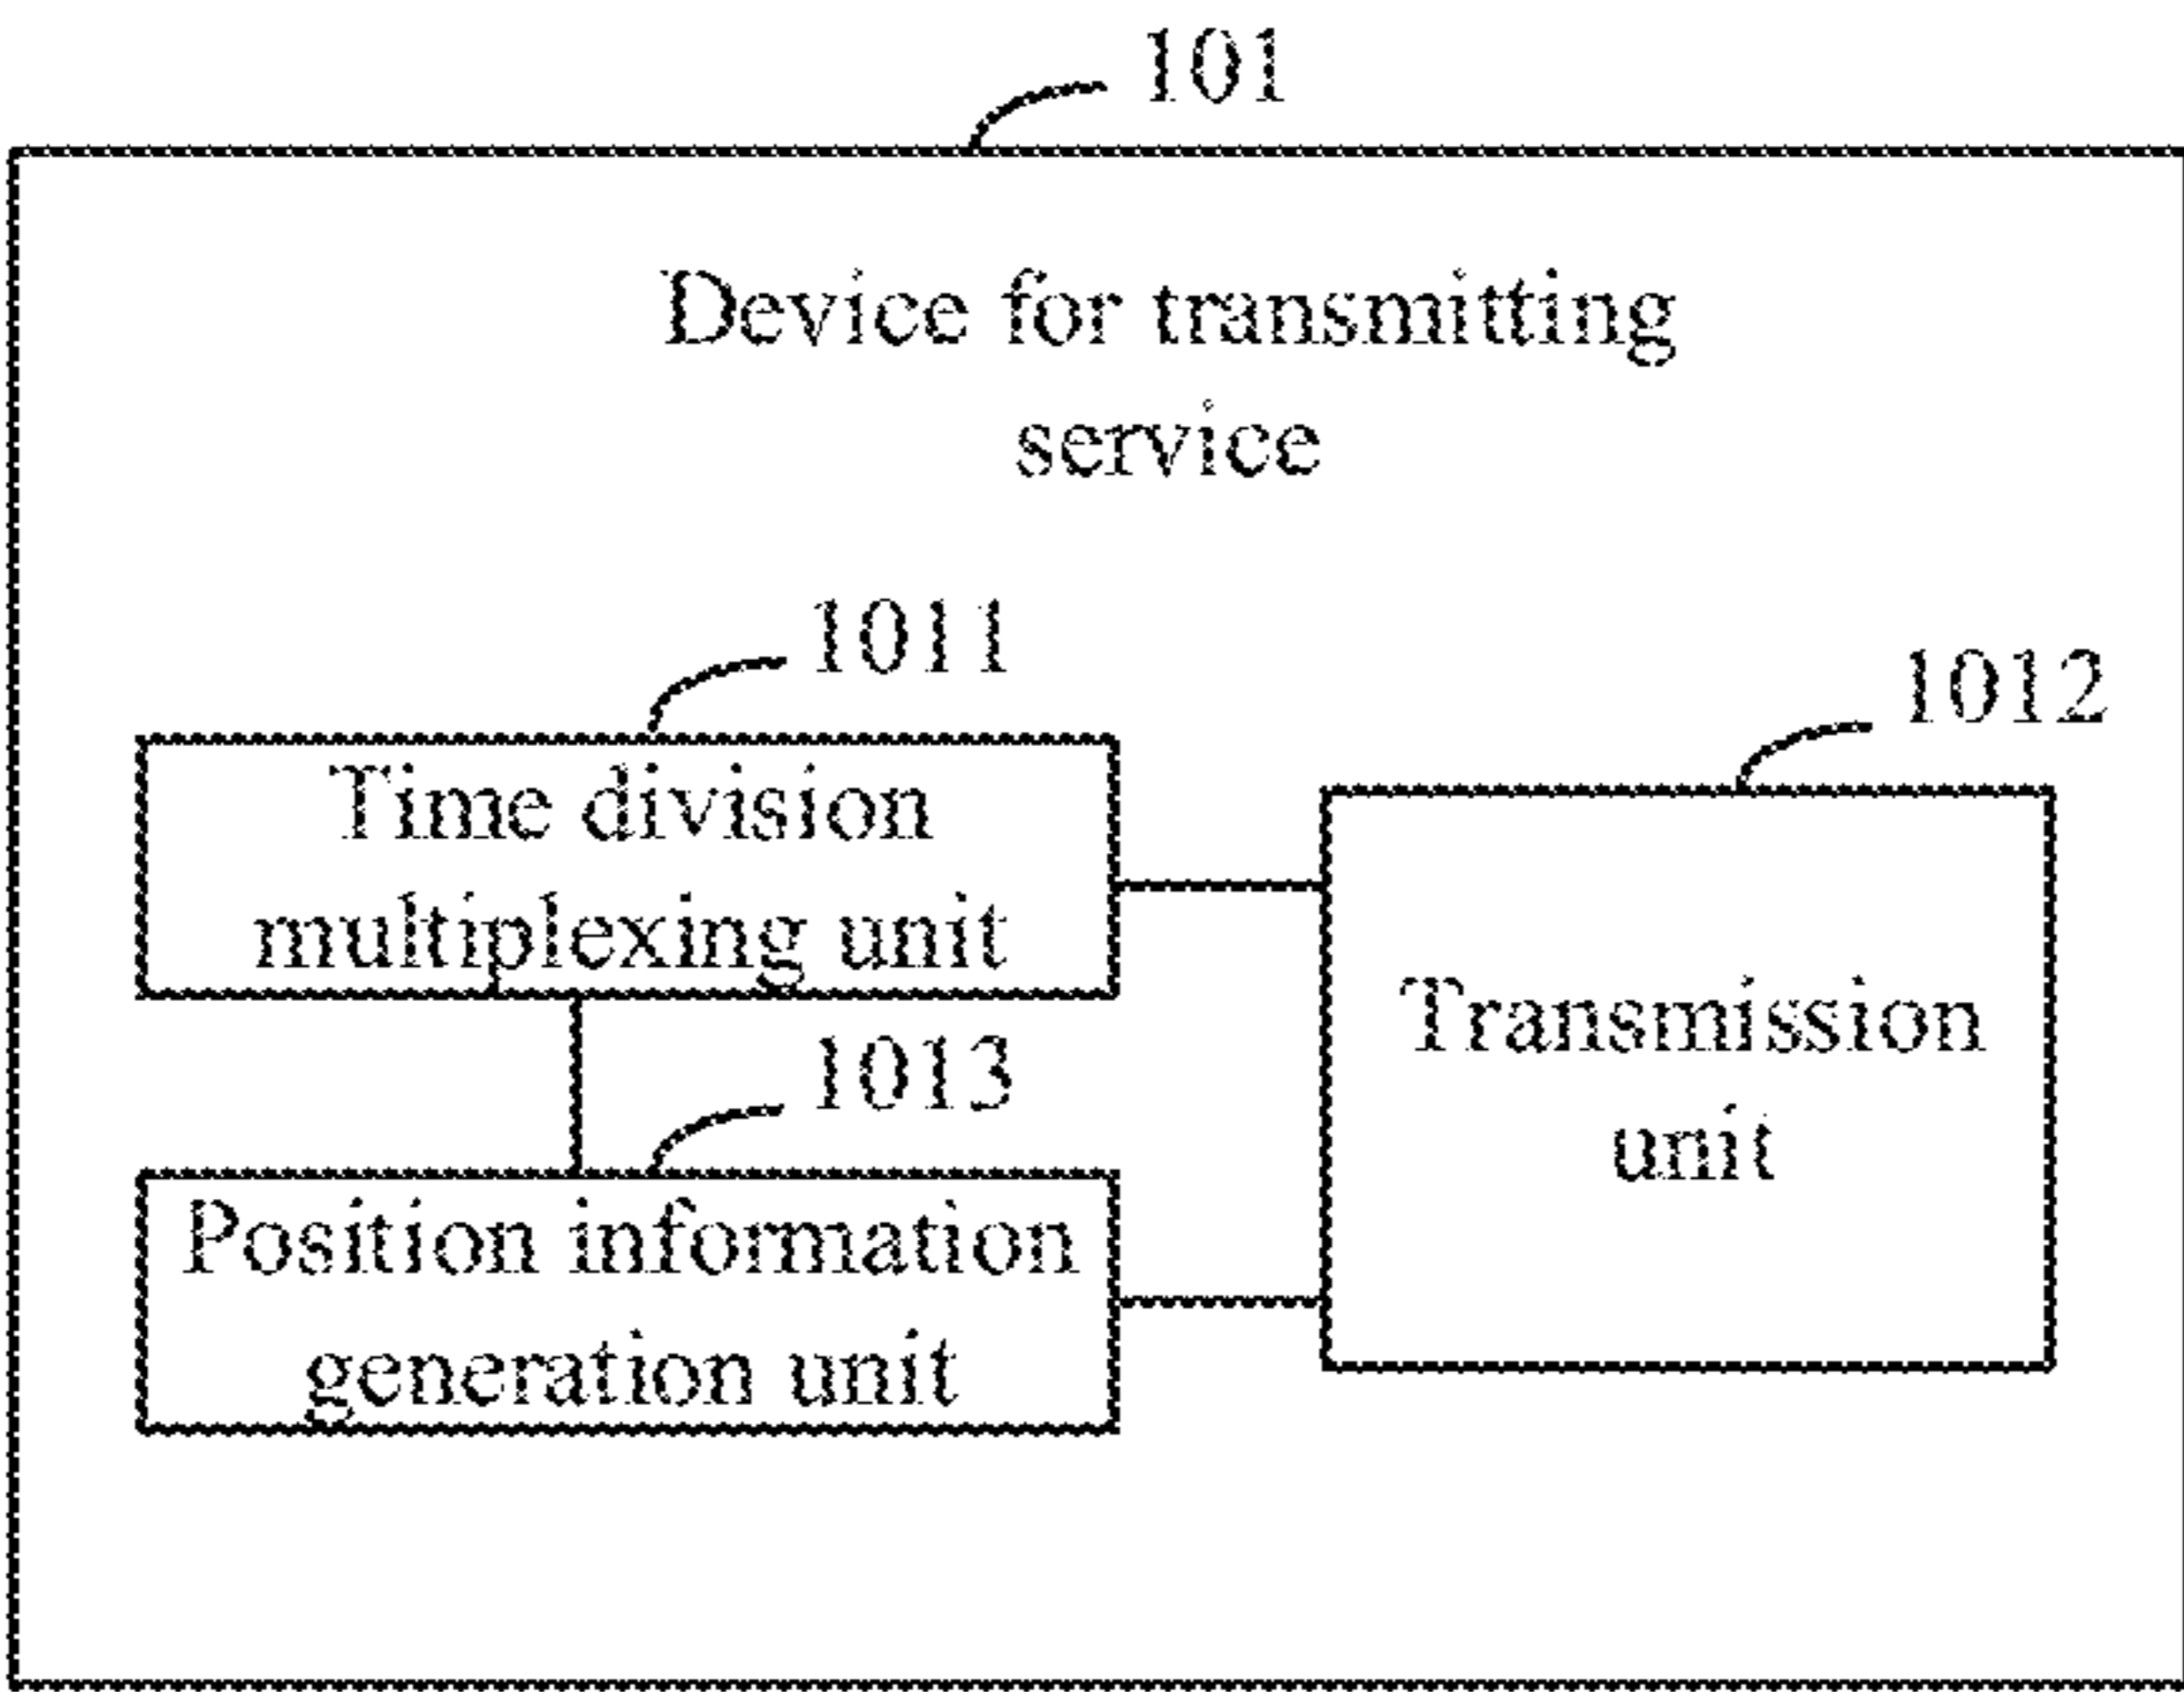 101
Device for transmitting
service
1011
1012
Time division
multiplexing unit
Transmission
unit
1013
Position information
generation unit